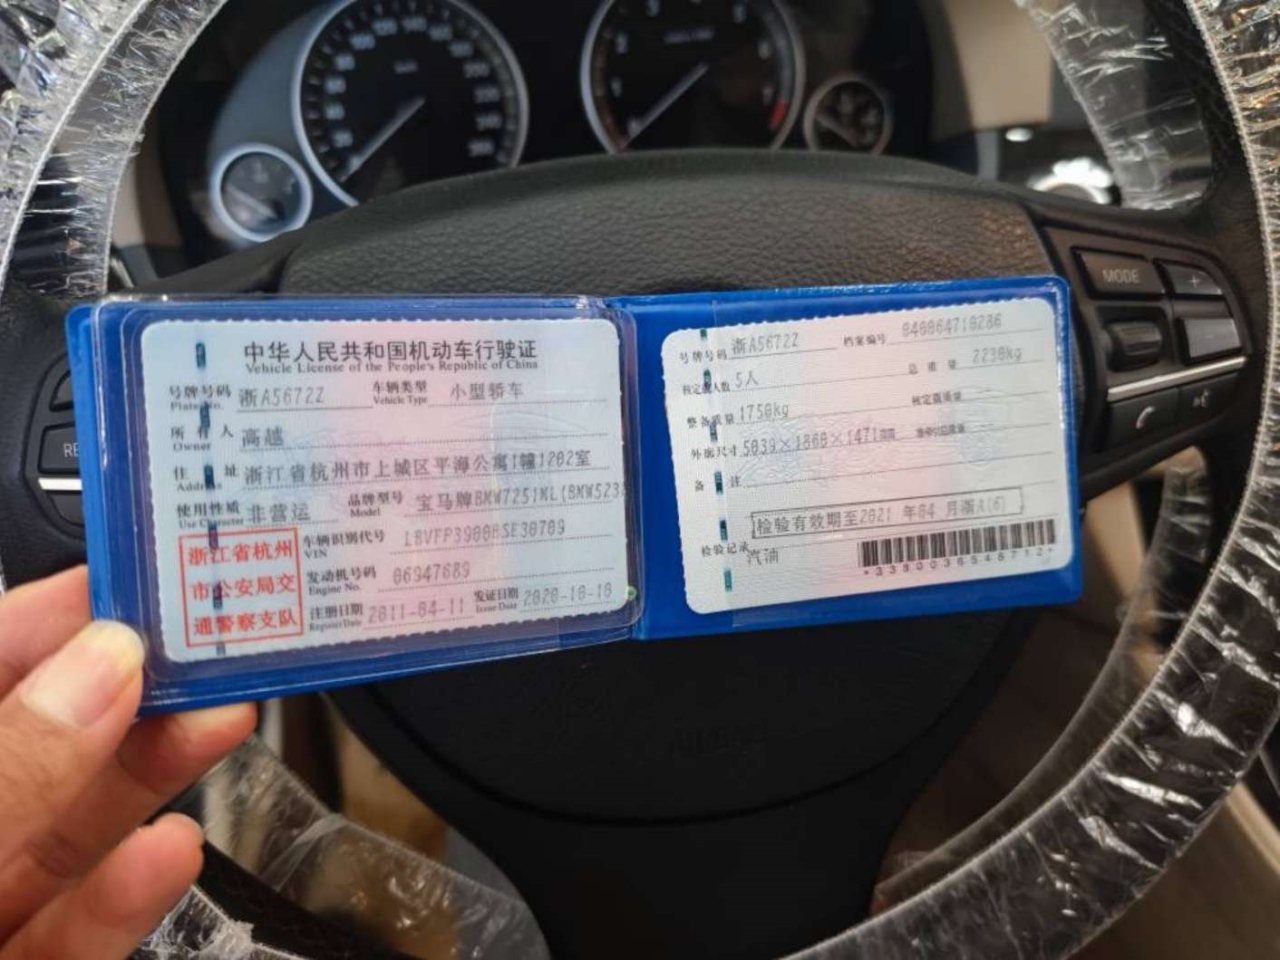 中华人民共和国机动车行驶证
Vehicle License of the People's Republic of China
号牌号码 浙A5672Z 车辆类型 小型轿车
Plate No. Vehicle Type
所有人 高越
Owner
住址 浙江省杭州市上城区平海公寓1幢1202室
Address
使用性质 非营运 品牌型号 宝马牌BMW7251ML(BMW523
Use Character Model
浙江省杭州
市公安局交
通警察支队
车辆识别代号
VIN
发动机号码 06947689
Engine No.
注册日期 2011-04-11 发证日期 2020-10-10
Register Date Issue Date
号牌号码 浙A5672Z 档案编号 840064710286
核定载人数 5人 总质量 2230kg
整备质量 1750kg 核定载质量
外廓尺寸 5039×1860×1471mm
备注
检验有效期至2021年04月浙A(6)
检验记录
汽油
*3380036548712*
MODE
+